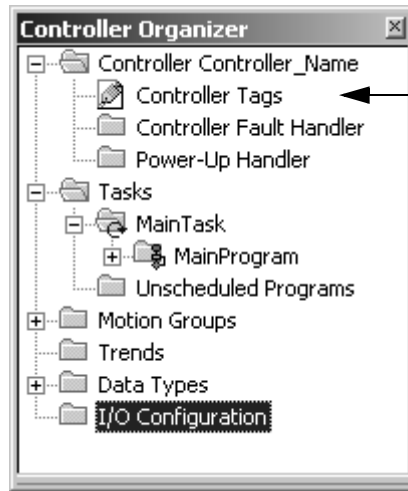 Controller Organizer
Controller Controller_Name
Controller Tags
Controller Fault Handler
Power-Up Handler
Tasks
MainTask
MainProgram
Unscheduled Programs
Motion Groups
Trends
Data Types
I/O Configuration